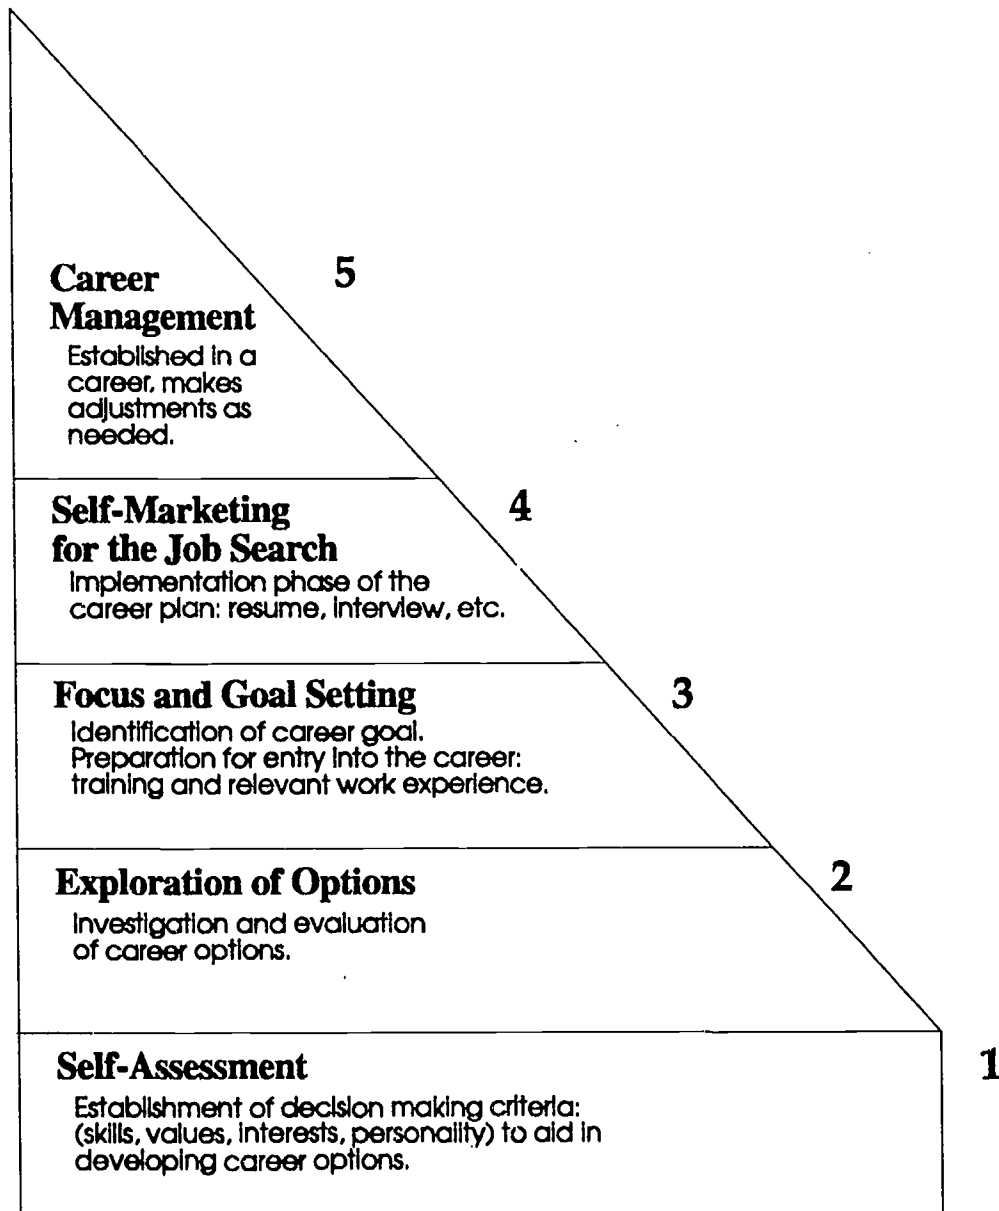 5
Career
Management
Established in a
career, makes
adjustments as
needed.
4
Self-Marketing
for the Job Search
Implementation phase of the
career plan: resume, interview, etc.
3
Focus and Goal Setting
Identification of career goal.
Preparation for entry into the career:
training and relevant work experience.
2
Exploration of Options
Investigation and evaluation
of career options.
1
Self-Assessment
Establishment of decision making criteria:
(skills, values, interests, personality) to aid in
developing career options.